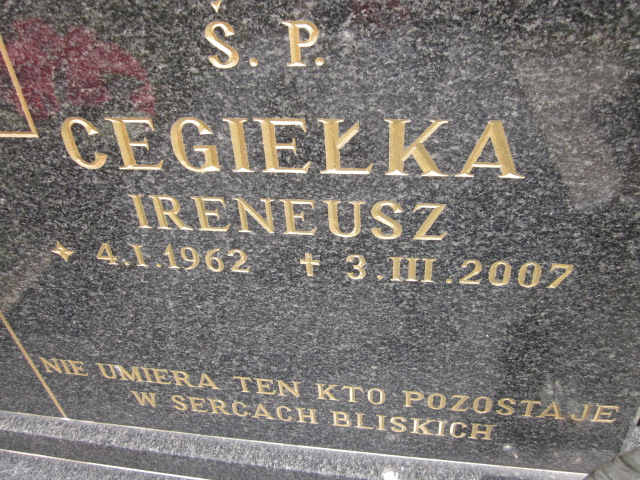 Ś. P.
CEGIEŁKA
IRENEUSZ
4.I.1962 † 3.III.2007
NIE UMIERA TEN KTO POZOSTAJE
W SERCACH BLISKICH